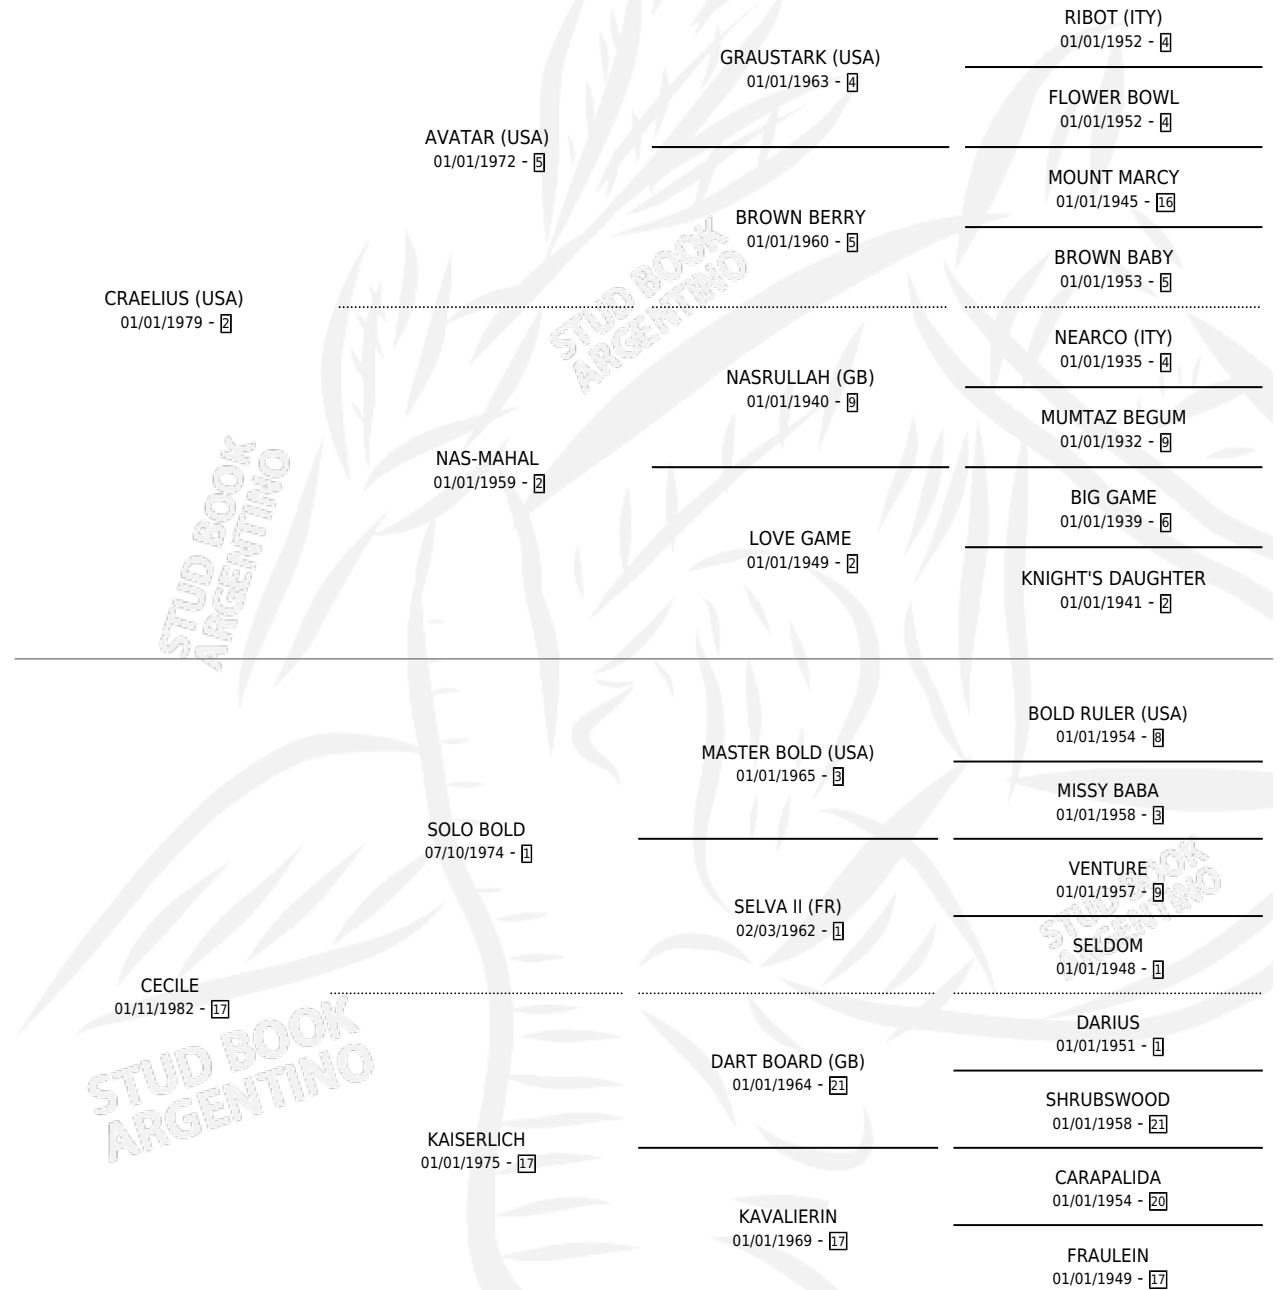 RIBOT (ITY)
01/01/1952 - 4
GRAUSTARK (USA)
01/01/1963 - 4
FLOWER BOWL
01/01/1952 - 4
AVATAR (USA)
01/01/1972 - 5
MOUNT MARCY
01/01/1945 - 16
BROWN BERRY
01/01/1960 - 5
BROWN BABY
01/01/1953 - 5
CRAELIUS (USA)
01/01/1979 - 2
NEARCO (ITY)
01/01/1935 - 4
NASRULLAH (GB)
01/01/1940 - 9
MUMTAZ BEGUM
01/01/1932 - 9
NAS-MAHAL
01/01/1959 - 2
BIG GAME
01/01/1939 - 6
LOVE GAME
01/01/1949 - 2
KNIGHT'S DAUGHTER
01/01/1941 - 2
STUD BOOK
ARGENTINO
STUD BOOK
ARGENTINO
BOLD RULER (USA)
01/01/1954 - 8
MASTER BOLD (USA)
01/01/1965 - 3
MISSY BABA
01/01/1958 - 3
SOLO BOLD
07/10/1974 - 1
VENTURE
01/01/1957 - 9
SELVA II (FR)
02/03/1962 - 1
SELDOM
01/01/1948 - 1
STUD BOOK
ARGENTINO
CECILE
01/11/1982 - 17
DARIUS
01/01/1951 - 1
DART BOARD (GB)
01/01/1964 - 21
SHRUBSWOOD
01/01/1958 - 21
STUD BOOK
ARGENTINO
KAISERLICH
01/01/1975 - 17
CARAPALIDA
01/01/1954 - 20
KAVALIERIN
01/01/1969 - 17
FRAULEIN
01/01/1949 - 17